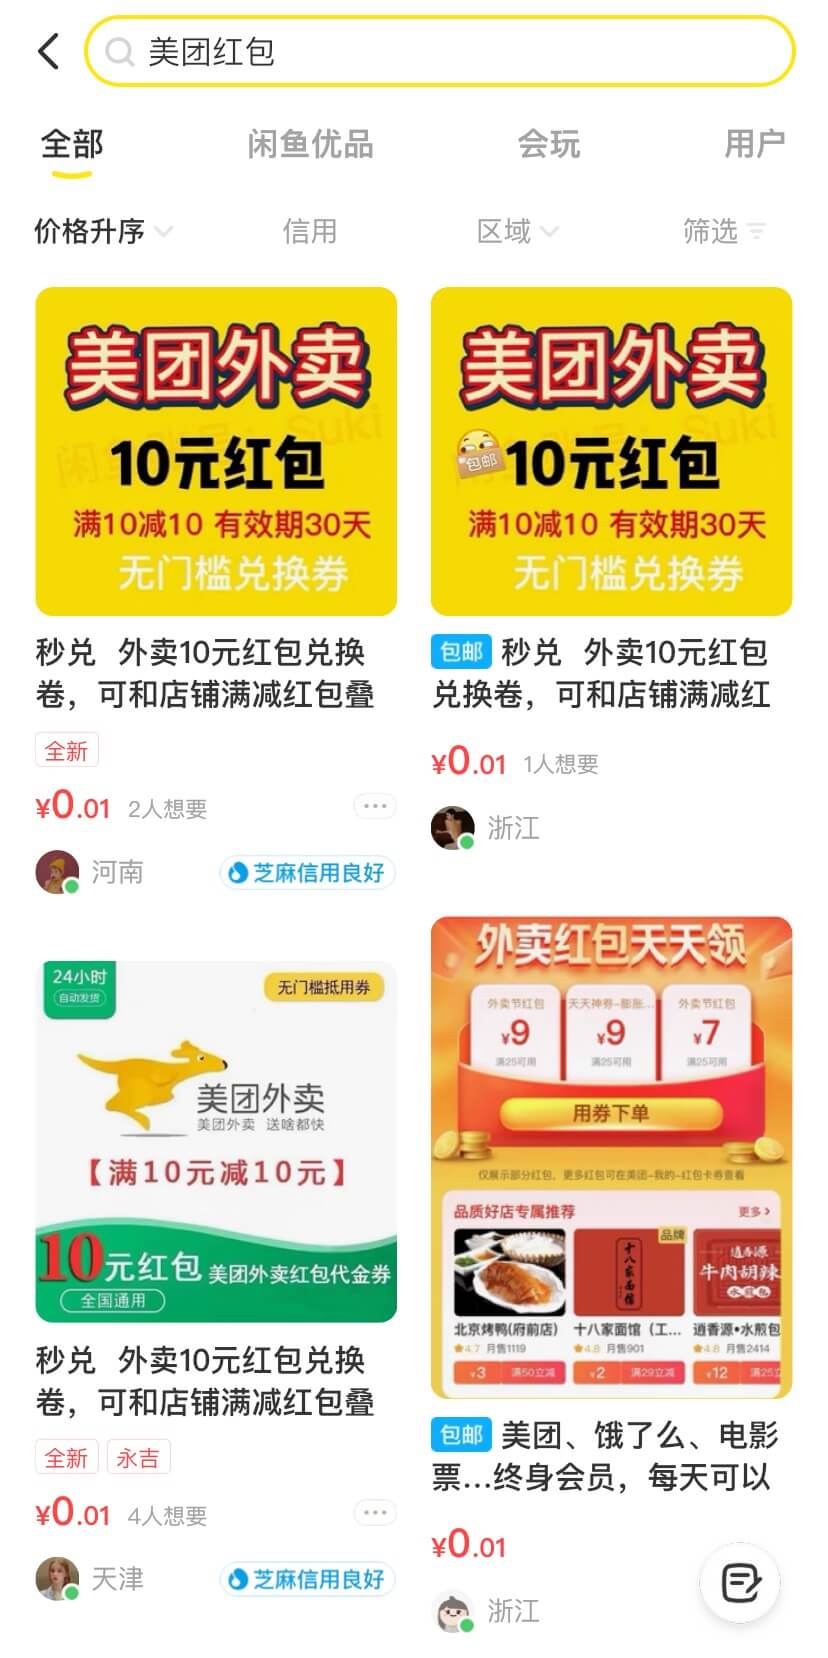 美团红包
全部 闲鱼优品 会玩 用户
价格升序 信用 区域 筛选
美团外卖
10元红包
满10减10 有效期30天
无门槛兑换券
秒兑 外卖10元红包兑换
卷，可和店铺满减红包叠
全新
¥0.01 2人想要
河南 芝麻信用良好
美团外卖
包邮
10元红包
满10减10 有效期30天
无门槛兑换券
包邮 秒兑 外卖10元红包
兑换卷，可和店铺满减红
¥0.01 1人想要
浙江
24小时
自动发货
无门槛抵用券
美团外卖
美团外卖 送啥都快
【满10元减10元】
10元红包 美团外卖红包代金券
全国通用
秒兑 外卖10元红包兑换
卷，可和店铺满减红包叠
全新 永吉
¥0.01 4人想要
天津 芝麻信用良好
外卖红包天天领
外卖节红包 天天神券-膨胀... 外卖节红包
¥9 ¥9 ¥7
满25可用 满25可用 满25可用
用券下单
仅展示部分红包，更多红包可在美团-我的-红包卡券查看
品质好店专属推荐 更多
品牌
十八家面馆
逍香源
牛肉胡辣
水煎包
北京烤鸭(府前店) 十八家面馆（工... 逍香源•水煎包
4.7 月售1119 4.8 月售901 4.8 月售2414
¥3 满50立减 ¥2 满29立减 ¥12 满25立
包邮 美团、饿了么、电影
票...终身会员，每天可以
¥0.01
浙江